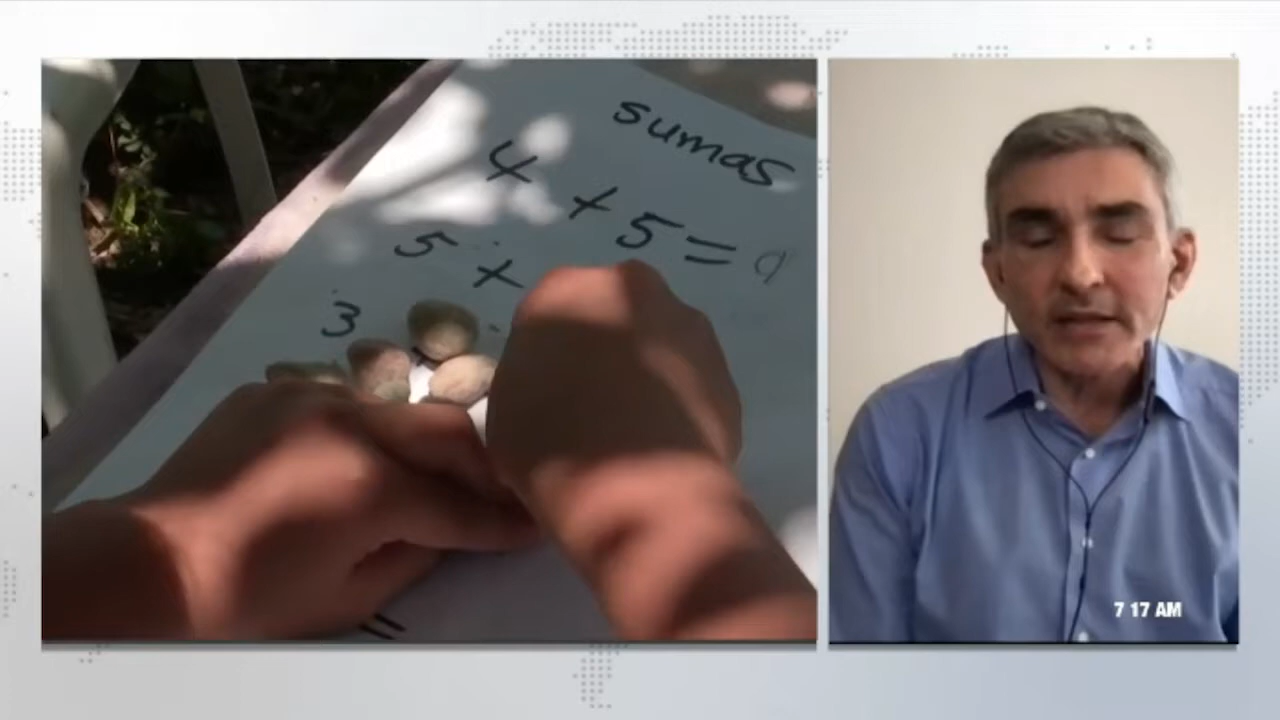 sumas
4 + 5 = 9
5 +
3
=
7 17 AM